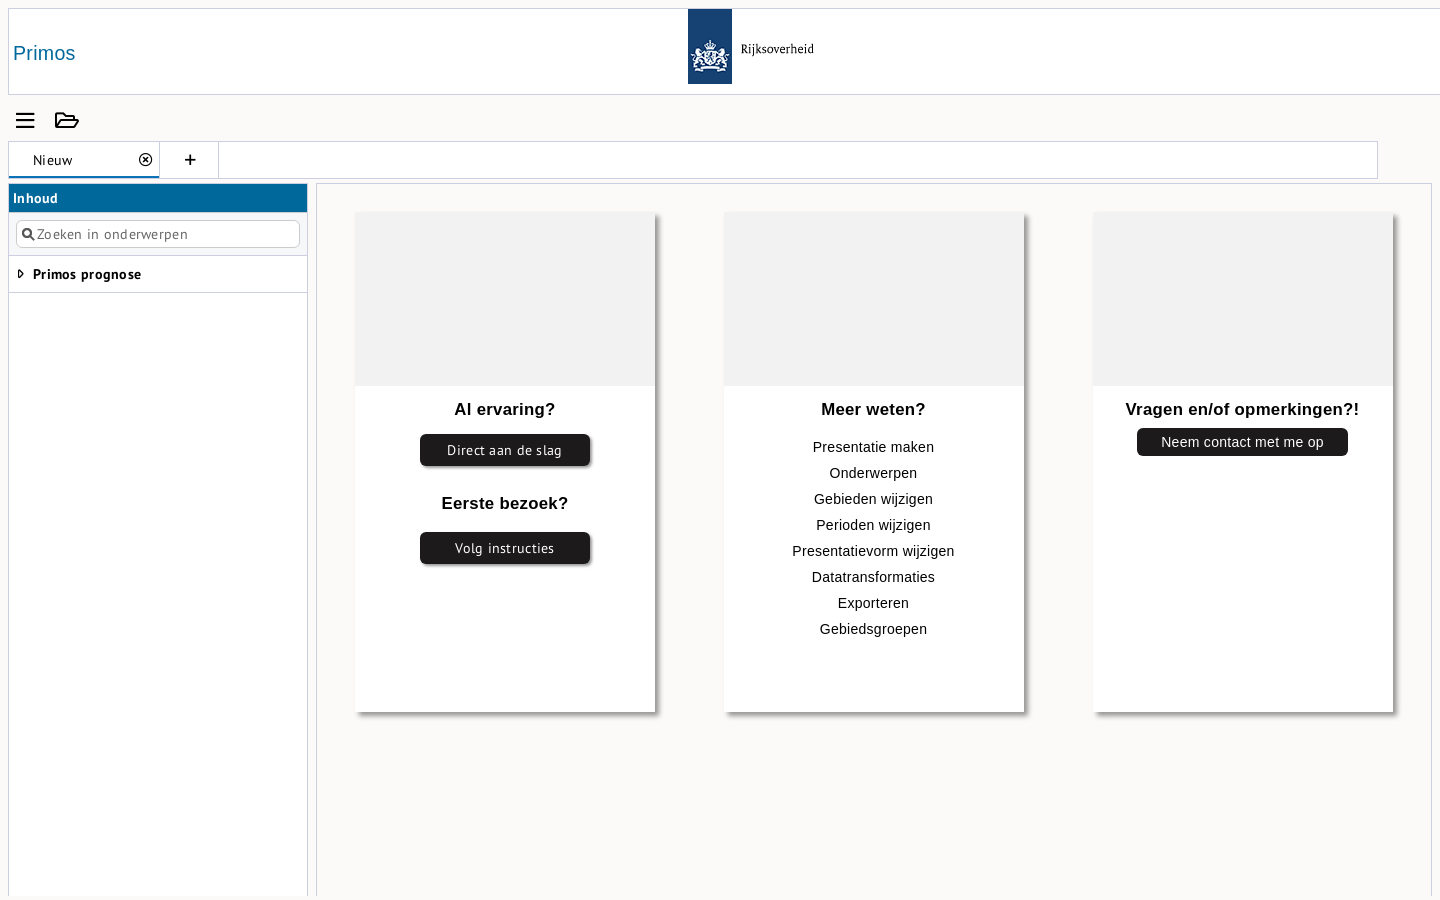 Primos
Rijksoverheid
Nieuw
Inhoud
Zoeken in onderwerpen
Primos prognose
Al ervaring?
Direct aan de slag
Eerste bezoek?
Volg instructies
Meer weten?
Presentatie maken
Onderwerpen
Gebieden wijzigen
Perioden wijzigen
Presentatievorm wijzigen
Datatransformaties
Exporteren
Gebiedsgroepen
Vragen en/of opmerkingen?!
Neem contact met me op